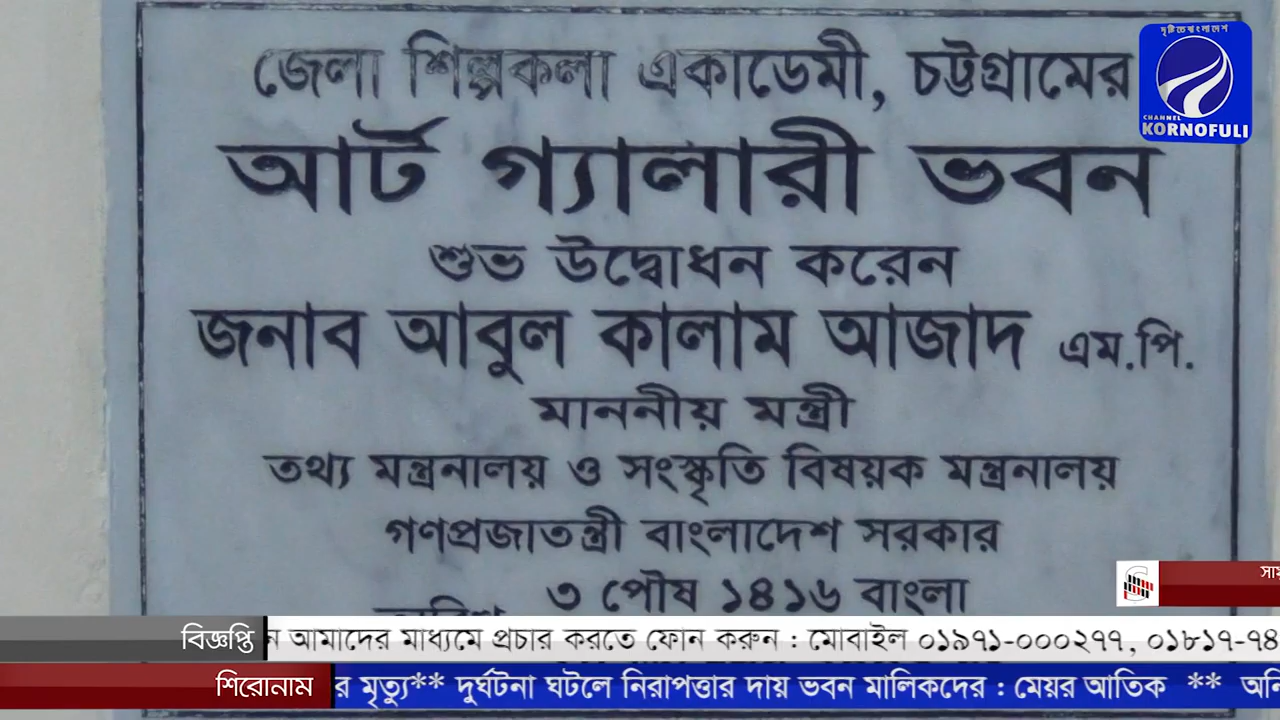 দৃষ্টিতে বাংলাদেশ
CHANNEL
KORNOFULI
জেলা শিল্পকলা একাডেমী, চট্টগ্রামের
আর্ট গ্যালারী ভবন
শুভ উদ্বোধন করেন
জনাব আবুল কালাম আজাদ এম.পি.
মাননীয় মন্ত্রী
তথ্য মন্ত্রনালয় ও সংস্কৃতি বিষয়ক মন্ত্রনালয়
গণপ্রজাতন্ত্রী বাংলাদেশ সরকার
৩ পৌষ ১৪১৬ বাংলা
বিজ্ঞপ্তি
আমাদের মাধ্যমে প্রচার করতে ফোন করুন : মোবাইল ০১৯৭১-০০০২৭৭, ০১৮১৭-৭৪
শিরোনাম
র মৃত্যু** দুর্ঘটনা ঘটলে নিরাপত্তার দায় ভবন মালিকদের : মেয়র আতিক **